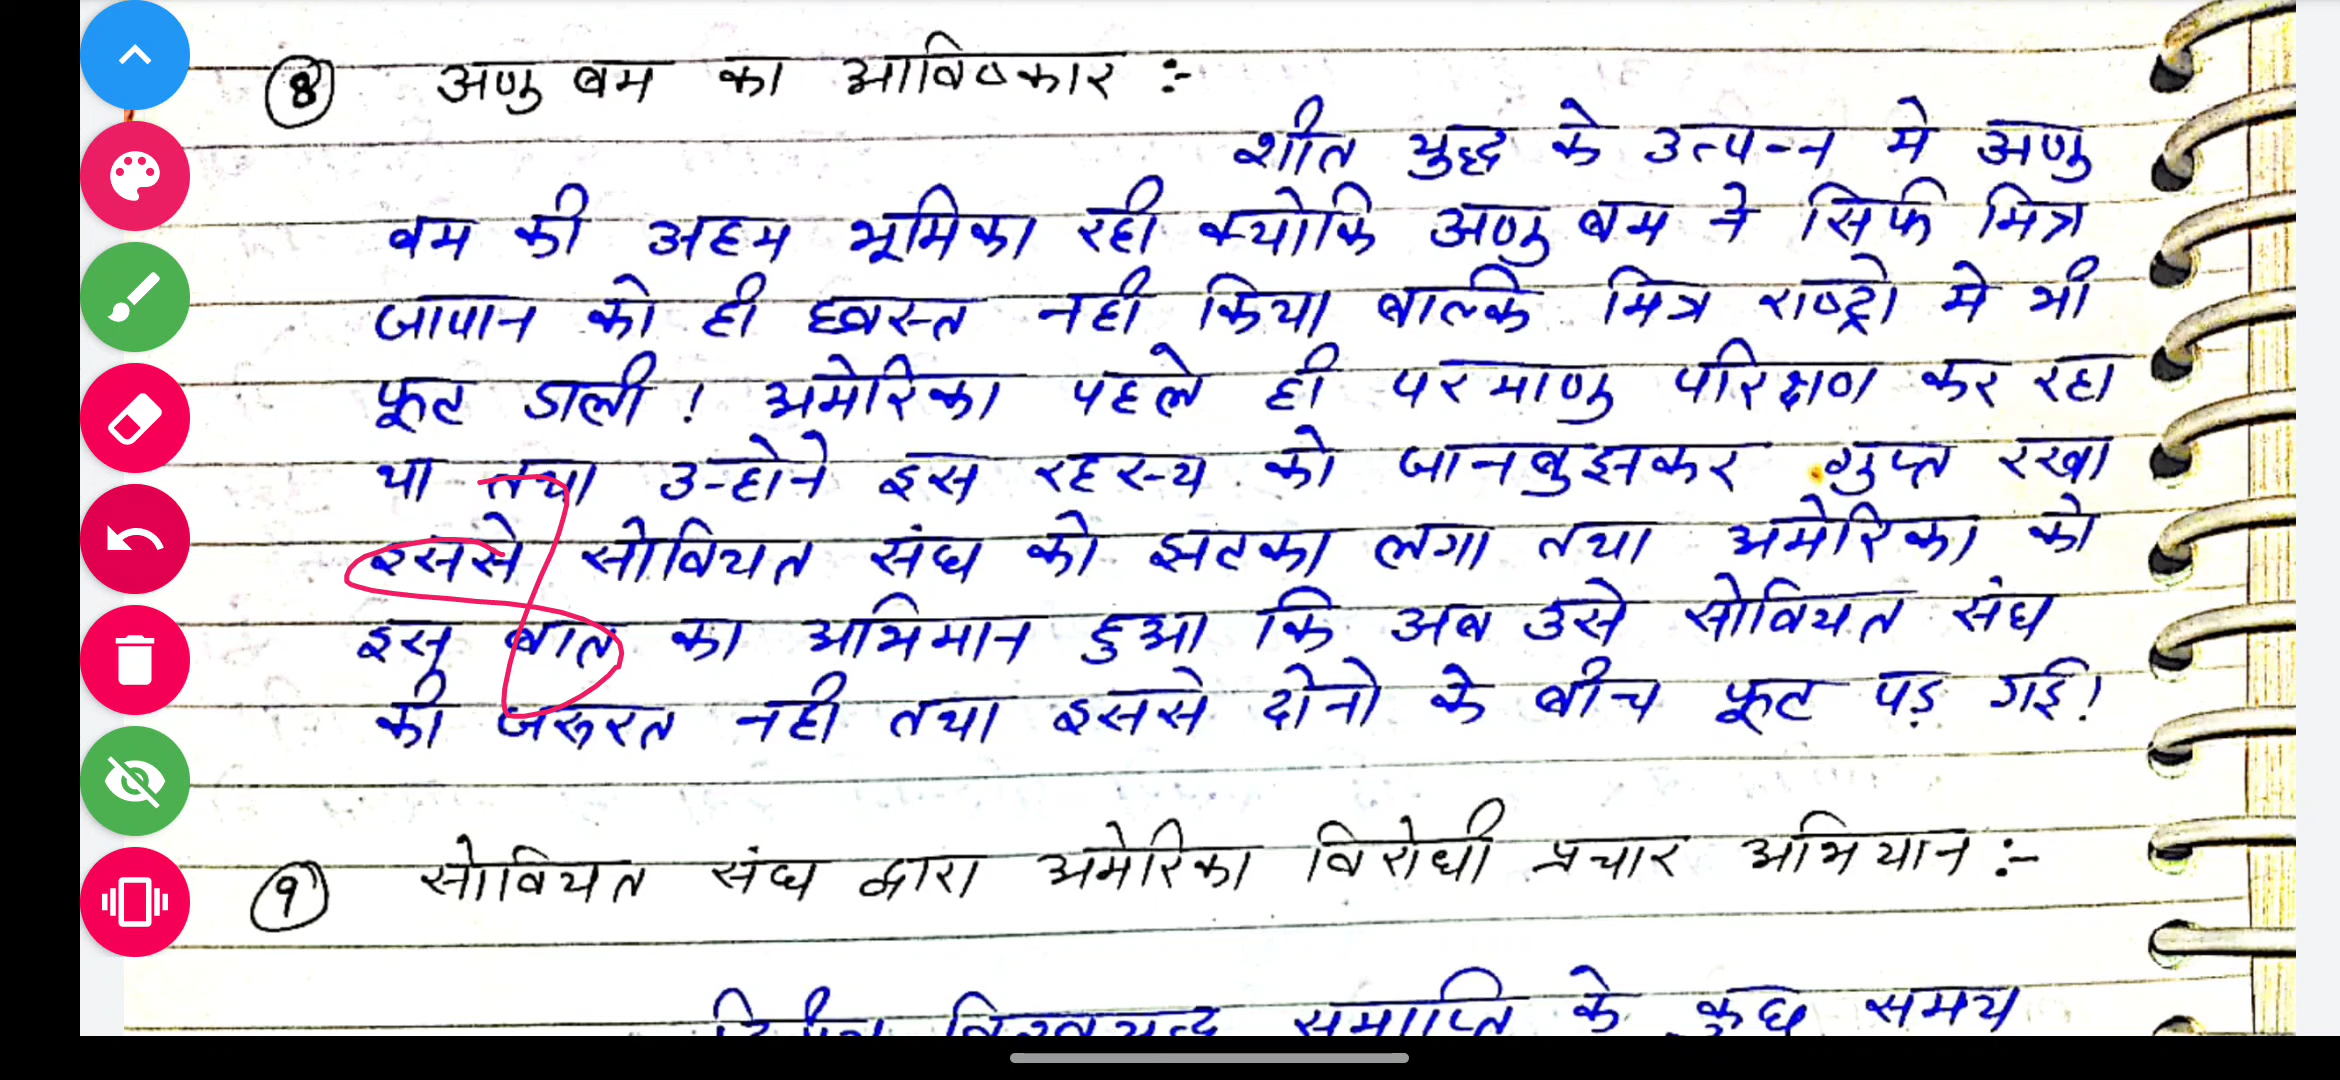 ⑧ अणु बम का आविष्कार :-
शीत युद्ध के उत्पन्न मे अणु
बम की अहम भूमिका रही क्योकि अणु बम ने सिर्फ मित्र
जापान को ही ध्वस्त नही किया बल्कि मित्र राष्ट्रो मे भी
फूट डाली ! अमेरिका पहले ही परमाणु परिक्षण कर रहा
था तथा उन्होने इस रहस्य को जानबुझकर गुप्त रखा
इससे सोवियत संघ को झटका लगा तथा अमेरिका को
इस बात का अभिमान हुआ कि अब उसे सोवियत संघ
की जरूरत नही तथा इससे दोनो के बीच फूट पड़ गई !
⑨ सोवियत संघ द्वारा अमेरिका विरोधी प्रचार अभियान :-
समाप्ति के कुछ समय